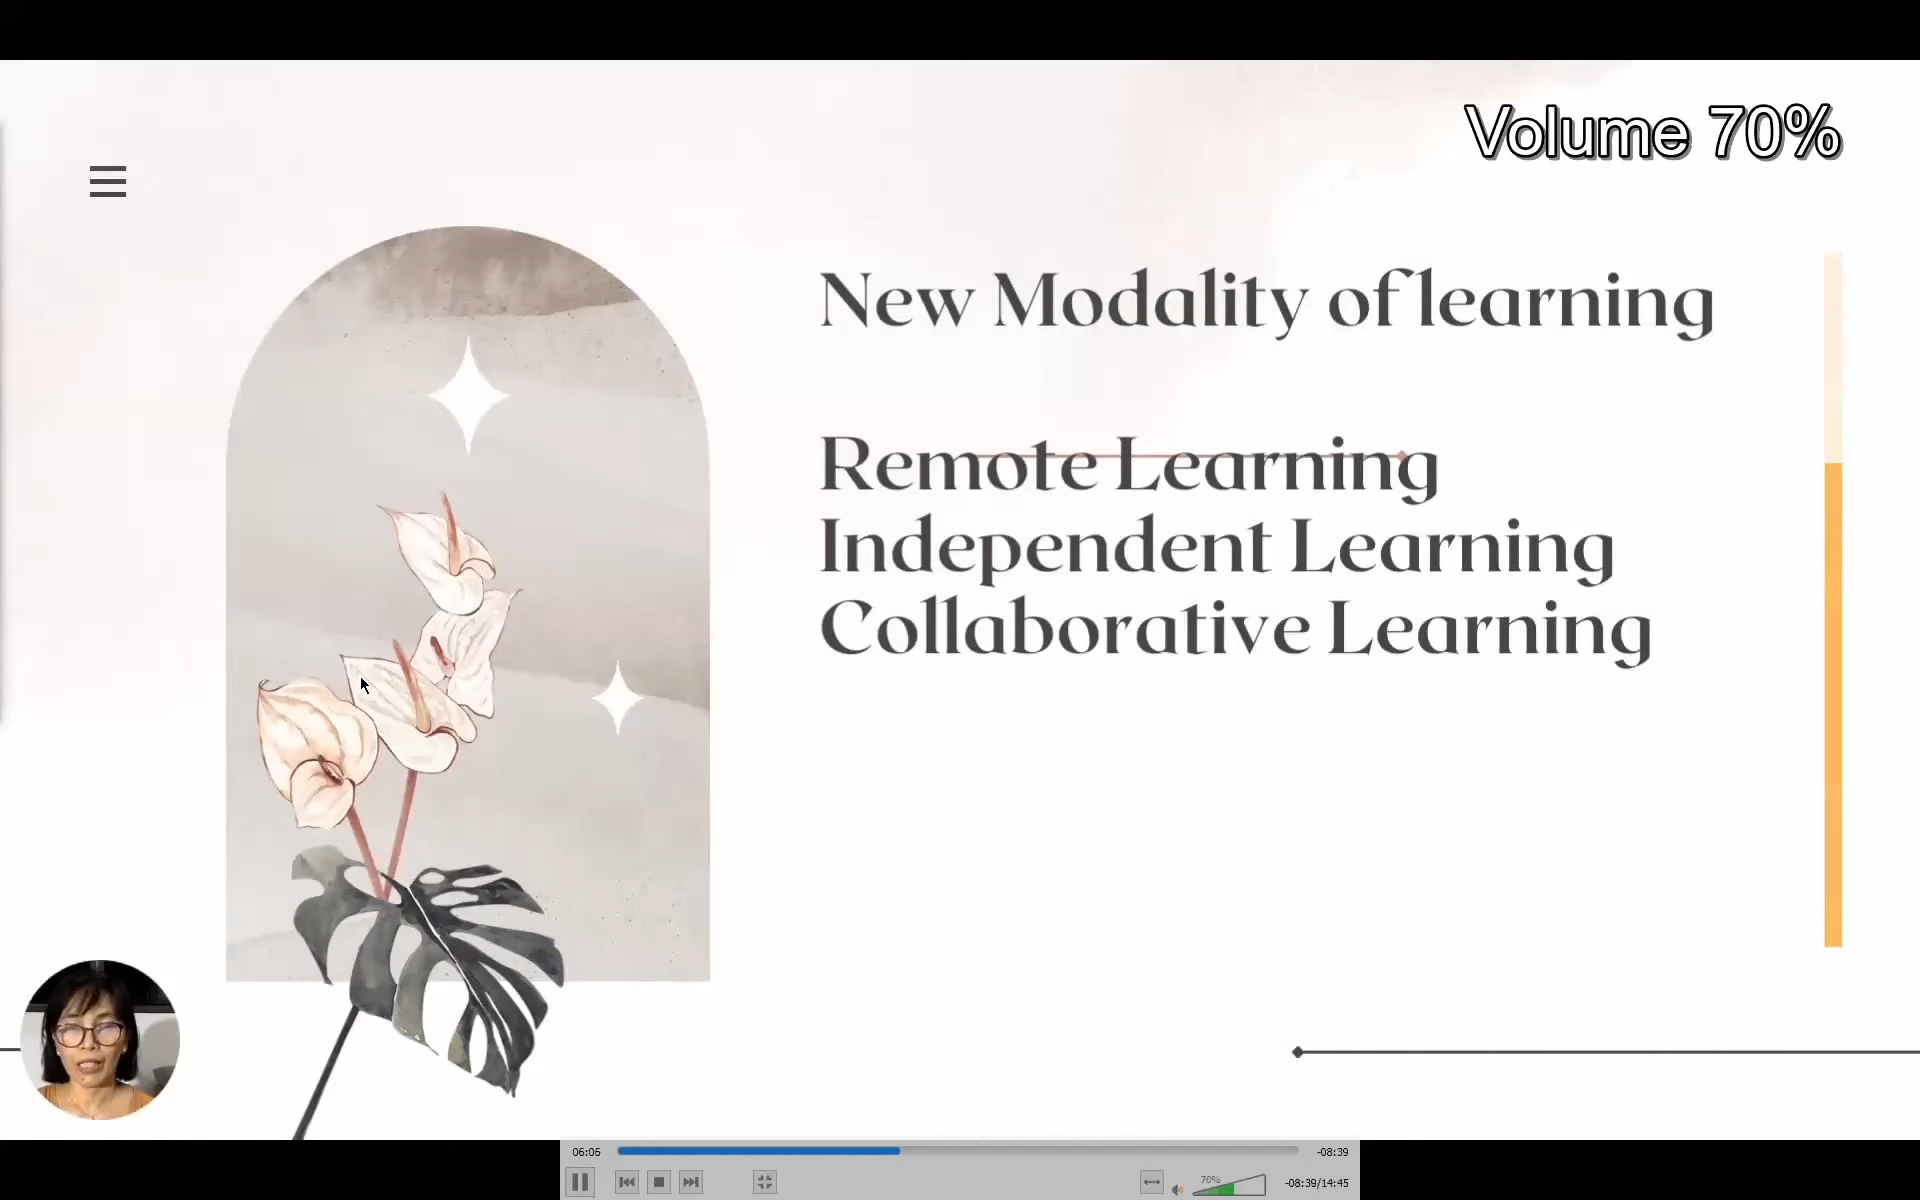 Volume 70%
New Modality of learning
Remote Learning
Independent Learning
Collaborative Learning
06:05
-08:39
70%
-08:39/14:45